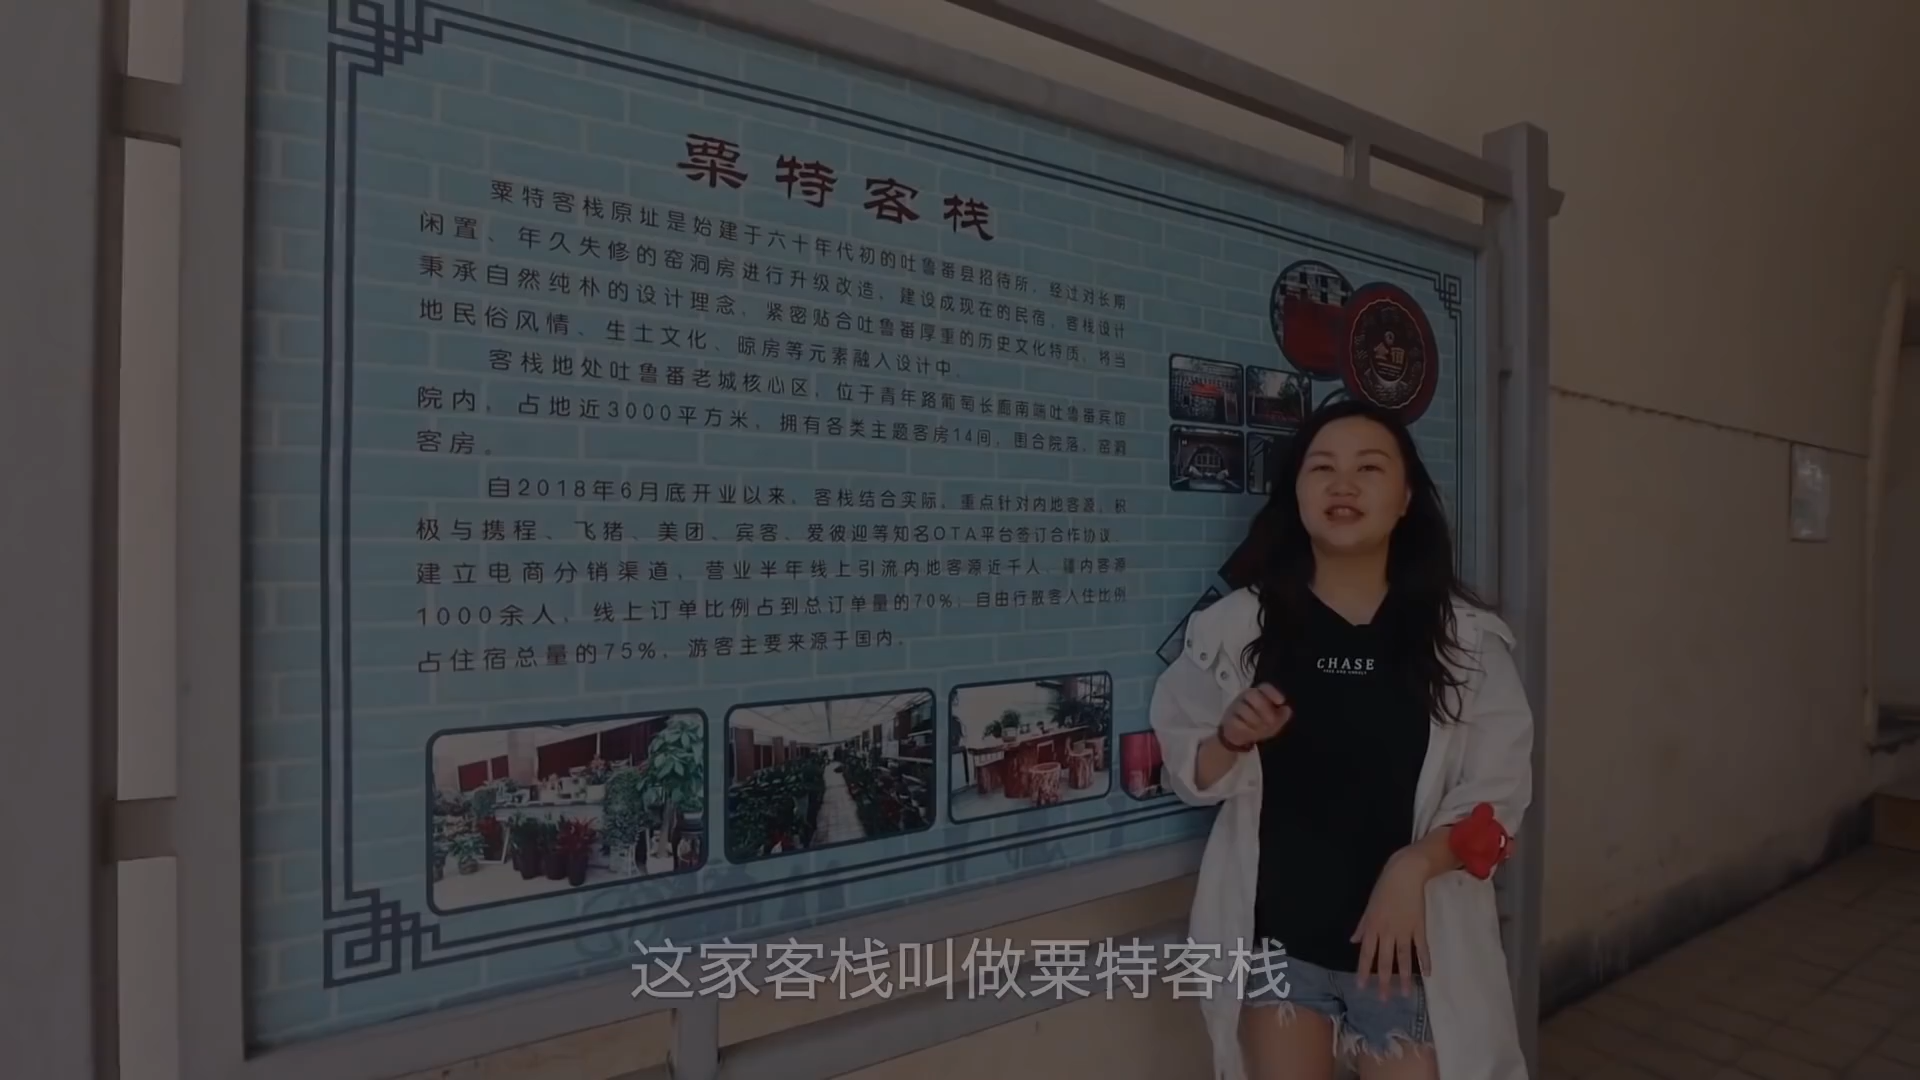 粟特客栈
粟特客栈原址是始建于六十年代初的吐鲁番县招待所，经过对长期
闲置、年久失修的窑洞房进行升级改造，建设成现在的民宿，客栈设计
秉承自然纯朴的设计理念，紧密贴合吐鲁番厚重的历史文化特质，将当
地民俗风情、生土文化、晾房等元素融入设计中。
客栈地处吐鲁番老城核心区，位于青年路葡萄长廊南端吐鲁番宾馆
院内，占地近3000平方米，拥有各类主题客房14间，围合院落，窑洞
客房。
自2018年6月底开业以来，客栈结合实际，重点针对内地客源，积
极与携程、飞猪、美团、宾客、爱彼迎等知名OTA平台签订合作协议，
建立电商分销渠道，营业半年线上引流内地客源近千人、疆内客源
1000余人，线上订单比例占到总订单量的70%；自由行散客入住比例
占住宿总量的75%，游客主要来源于国内。
CHASE
这家客栈叫做粟特客栈